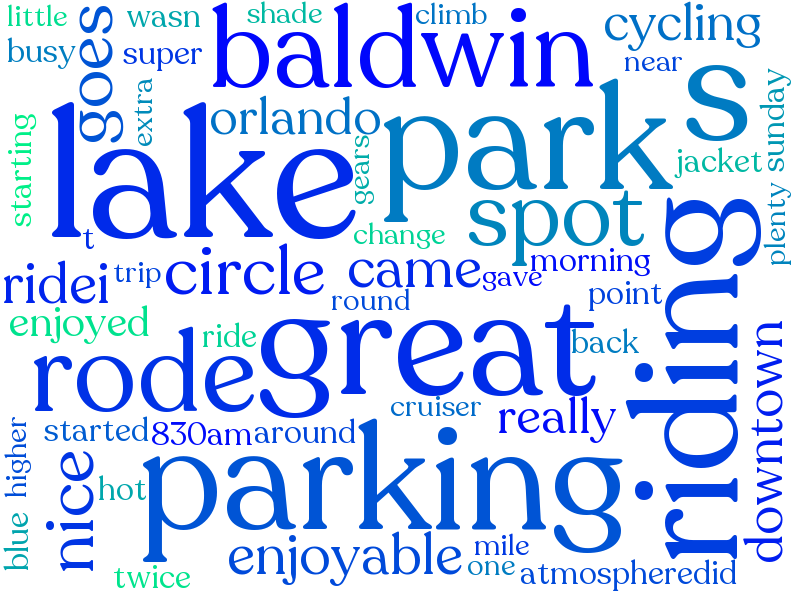 little
wasn
shade
climb
cycling
busy
super
goes
baldwin
near
s
extra
orlando
park
starting
lake
gears
jacket
sunday
plenty
t
change
spot
riding
ridei
trip
circle
came
gave
morning
round
point
enjoyed
ride
great
back
rode
downtown
cruiser
really
started
830am
around
higher
blue
nice
hot
parking
enjoyable
mile
one
atmospheredid
twice